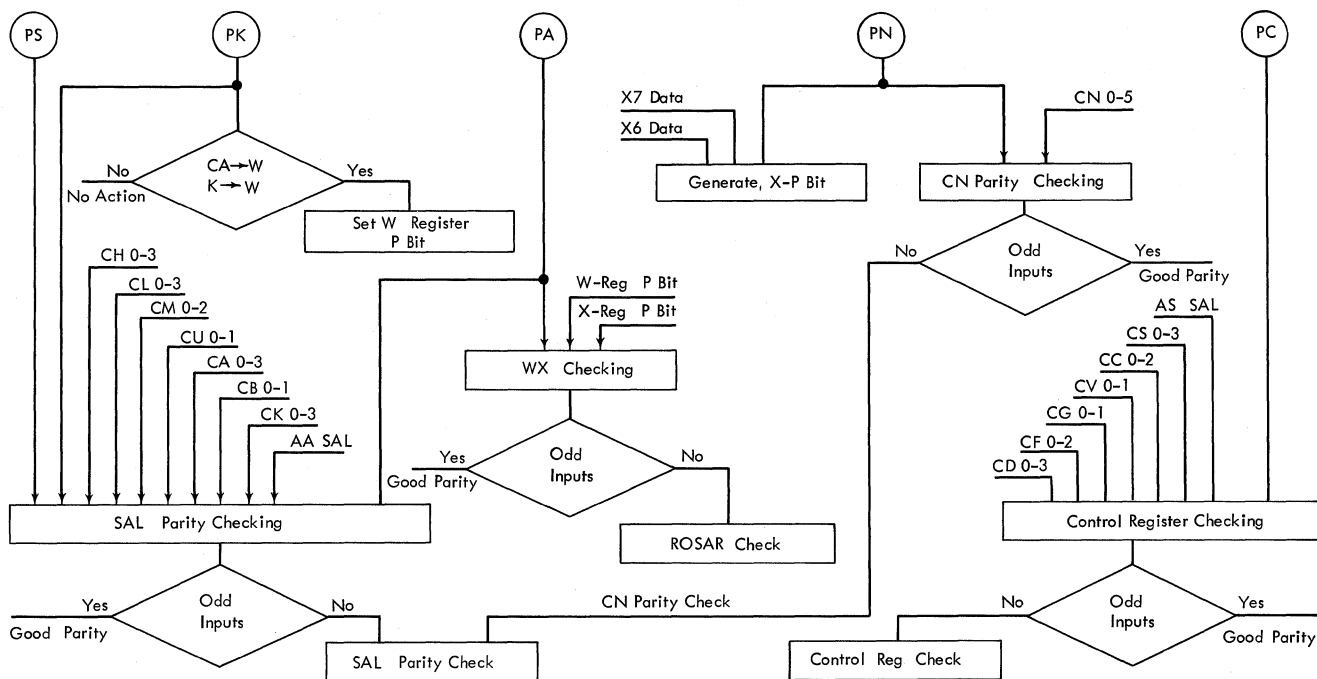 PS
PK
PA
PN
PC
X7 Data
X6 Data
CN 0-5
No
CA→W
K→W
Yes
No Action
Generate, X-P Bit
CN Parity Checking
Set W Register
P Bit
No
Odd
Inputs
Yes
Good Parity
CH 0-3
CL 0-3
CM 0-2
CU 0-1
CA 0-3
CB 0-1
CK 0-3
AA SAL
W-Reg P Bit
X-Reg P Bit
WX Checking
AS SAL
CS 0-3
CC 0-2
CV 0-1
CG 0-1
CF 0-2
CD 0-3
Yes
Good Parity
Odd
Inputs
No
SAL Parity Checking
ROSAR Check
Control Register Checking
Yes
Good Parity
Odd
Inputs
No
CN Parity Check
SAL Parity Check
No
Odd
Inputs
Yes
Good Parity
Control Reg Check